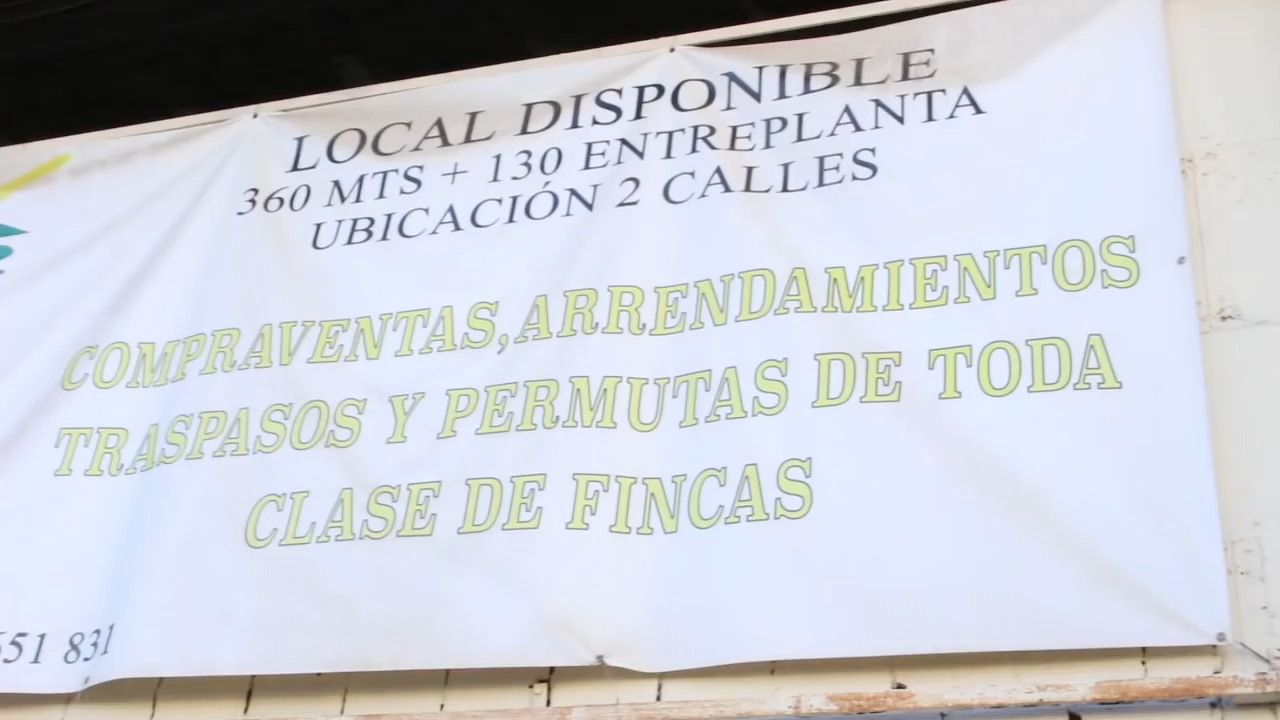 LOCAL DISPONIBLE
360 MTS + 130 ENTREPLANTA
UBICACIÓN 2 CALLES
COMPRAVENTAS, ARRENDAMIENTOS
TRASPASOS Y PERMUTAS DE TODA
CLASE DE FINCAS
51 831